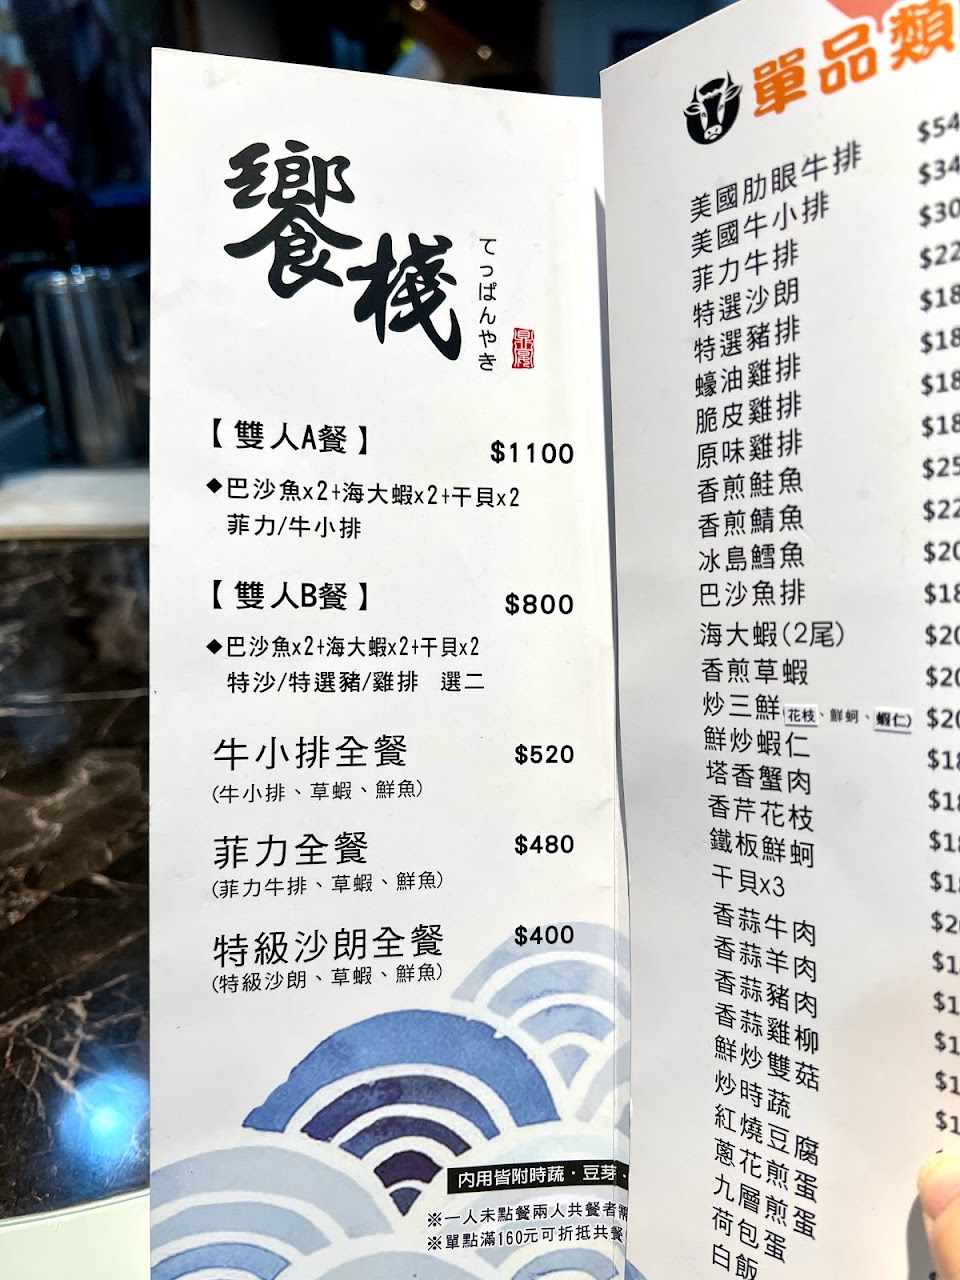 饗棧
てっぱんやき
【雙人A餐】 $1100
◆巴沙魚x2+海大蝦x2+干貝x2
菲力/牛小排
【雙人B餐】 $800
◆巴沙魚x2+海大蝦x2+干貝x2
特沙/特選豬/雞排 選二
牛小排全餐 $520
(牛小排、草蝦、鮮魚)
菲力全餐 $480
(菲力牛排、草蝦、鮮魚)
特級沙朗全餐 $400
(特級沙朗、草蝦、鮮魚)
內用皆附時蔬·豆芽·
※一人未點餐兩人共餐者
※單點滿160元可折抵共餐
單品類
美國肋眼牛排
美國牛小排
菲力牛排
特選沙朗
特選豬排
蠔油雞排
脆皮雞排
原味雞排
香煎鮭魚
香煎鯖魚
冰島鱈魚
巴沙魚排
海大蝦(2尾)
香煎草蝦
炒三鮮(花枝、鮮蚵、蝦仁)
鮮炒蝦仁
塔香蟹肉
香芹花枝
鐵板鮮蚵
干貝x3
香蒜牛肉
香蒜羊肉
香蒜豬肉
香蒜雞柳
鮮炒雙菇
炒時蔬
紅燒豆腐
蔥花煎蛋
九層煎蛋
荷包蛋
白飯